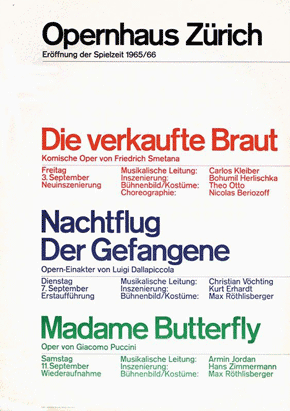 Opernhaus Zürich
Eröffnung der Spielzeit 1965/66
Die verkaufte Braut
Komische Oper von Friedrich Smetana
Freitag Musikalische Leitung: Carlos Kleiber
3. September Inszenierung: Bohumil Herlischka
Neuinszenierung Bühnenbild/Kostüme: Theo Otto
Choreographie: Nicolas Beriozoff
Nachtflug
Der Gefangene
Opern-Einakter von Luigi Dallapiccola
Dienstag Musikalische Leitung: Christian Vöchting
7. September Inszenierung: Kurt Erhardt
Erstaufführung Bühnenbild/Kostüme: Max Röthlisberger
Madame Butterfly
Oper von Giacomo Puccini
Samstag Musikalische Leitung: Armin Jordan
11. September Inszenierung: Hans Zimmermann
Wiederaufnahme Bühnenbild/Kostüme: Max Röthlisberger